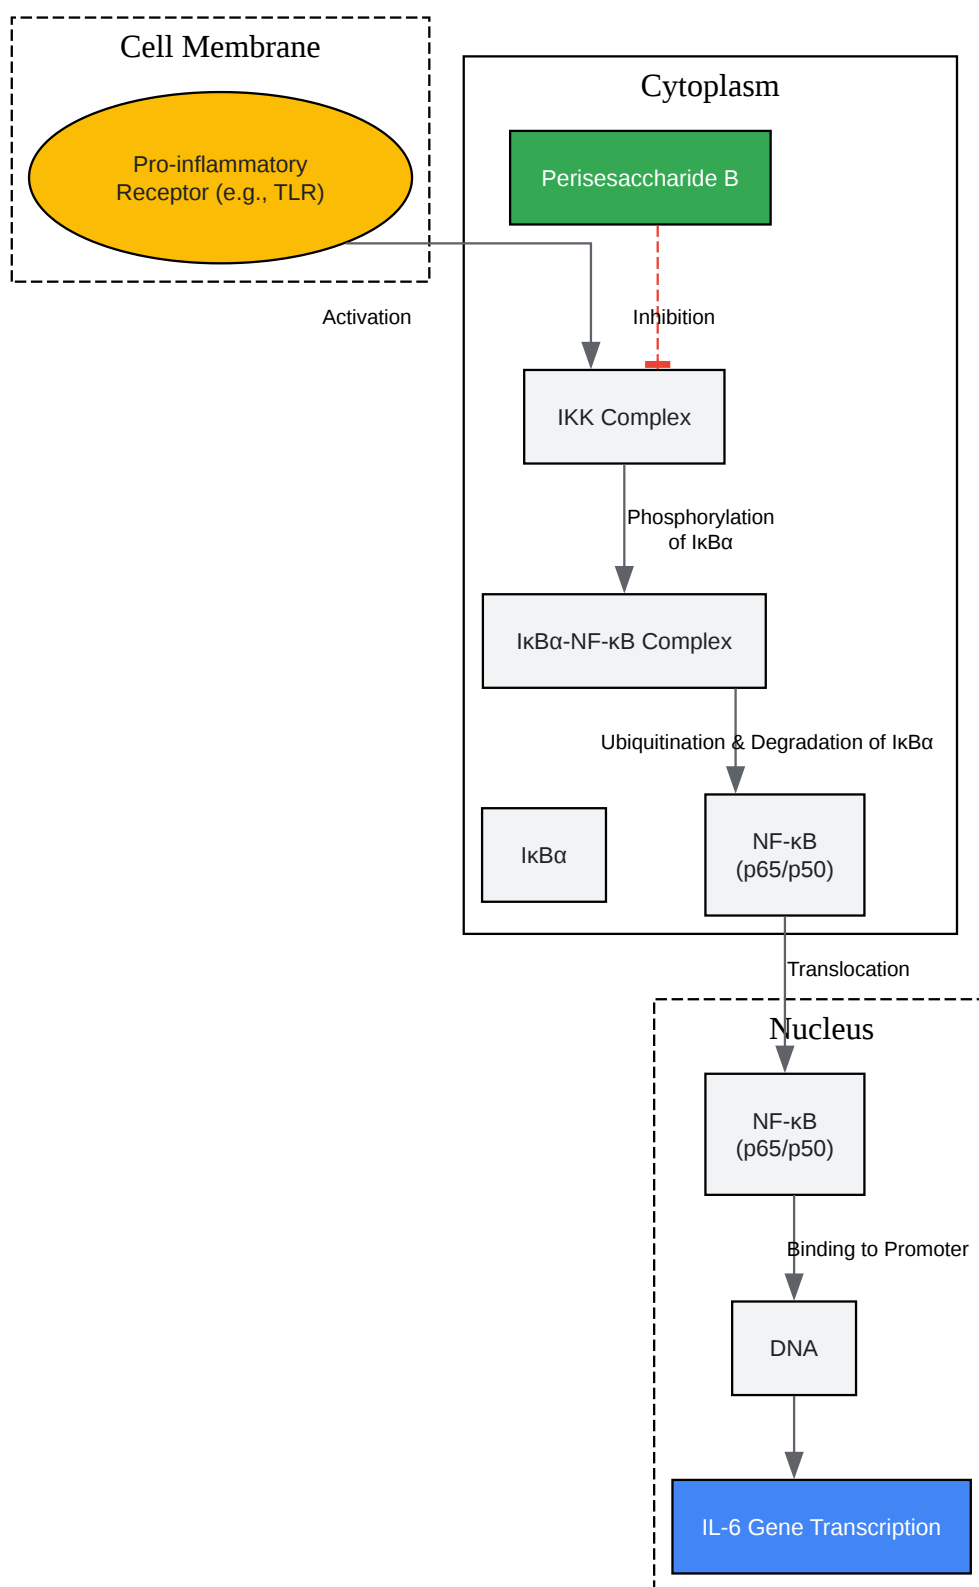 Cell Membrane
Pro-inflammatory
Receptor (e.g., TLR)
Cytoplasm
Perisesaccharide B
Activation
Inhibition
IKK Complex
Phosphorylation
of IκBα
IκBα-NF-κB Complex
Ubiquitination & Degradation of IκBα
IκBα
NF-κB
(p65/p50)
Translocation
Nucleus
NF-κB
(p65/p50)
Binding to Promoter
DNA
IL-6 Gene Transcription